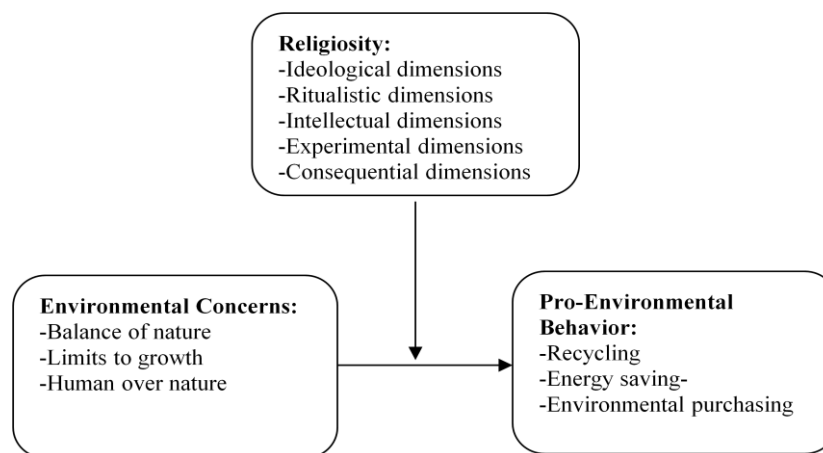 Religiosity:
-Ideological dimensions
-Ritualistic dimensions
-Intellectual dimensions
-Experimental dimensions
-Consequential dimensions
Environmental Concerns:
-Balance of nature
-Limits to growth
-Human over nature
Pro-Environmental
Behavior:
-Recycling
-Energy saving-
-Environmental purchasing